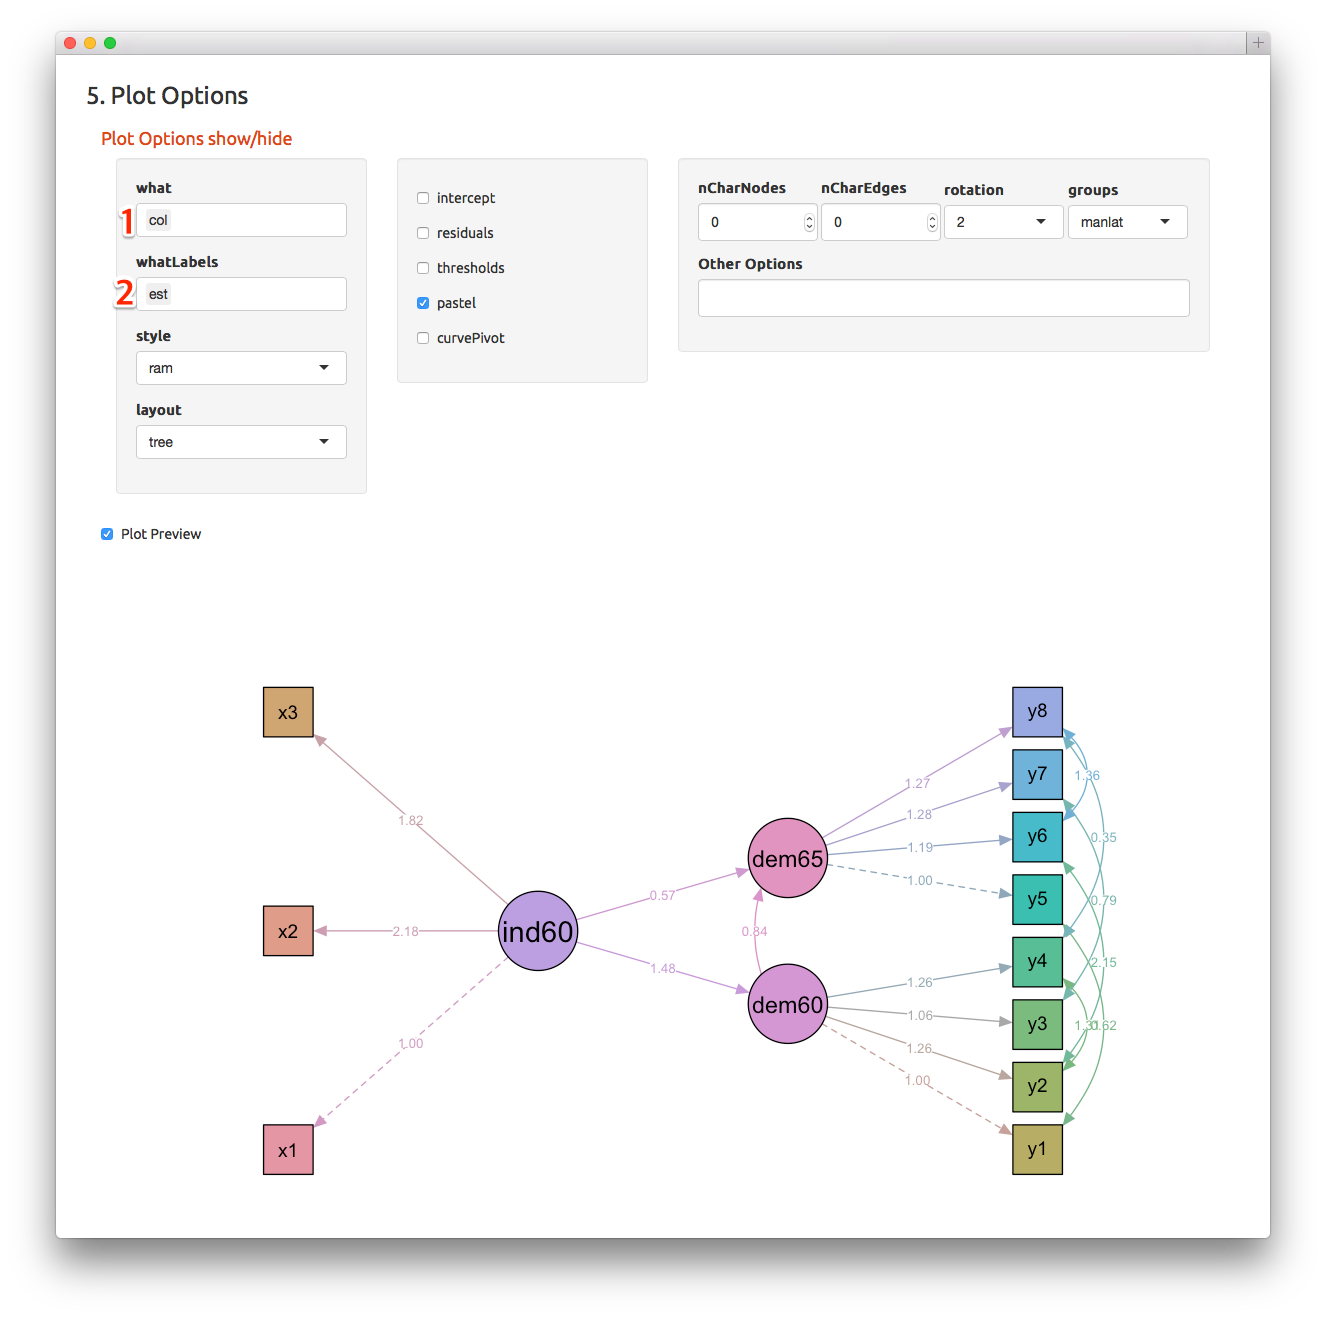 5. Plot Options
Plot Options show/hide
what
1
col
whatLabels
2
est
style
ram
layout
tree
intercept
residuals
thresholds
pastel
curvePivot
nCharNodes nCharEdges rotation groups
0 0 2 manlat
Other Options
Plot Preview
x3
y8
1.27
y7
1.36
1.28
1.82
y6
0.35
1.19
dem65
1.00
0.57
y5
0.79
x2
2.18
ind60
0.84
1.48
y4
2.15
1.26
dem60
1.06
y3
0.62
1.00
1.26
1.00
y2
x1
y1